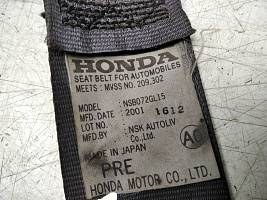 HONDA
SEAT BELT FOR AUTOMOBILES
MEETS : MVSS NO. 209,302
MODEL : NSB072GL15
MFD. DATE : 2001 1612
LOT NO. :
MFD.BY : NSK AUTOLIV
Co., Ltd.
MADE IN JAPAN
AC
PRE
HONDA MOTOR CO., LTD.